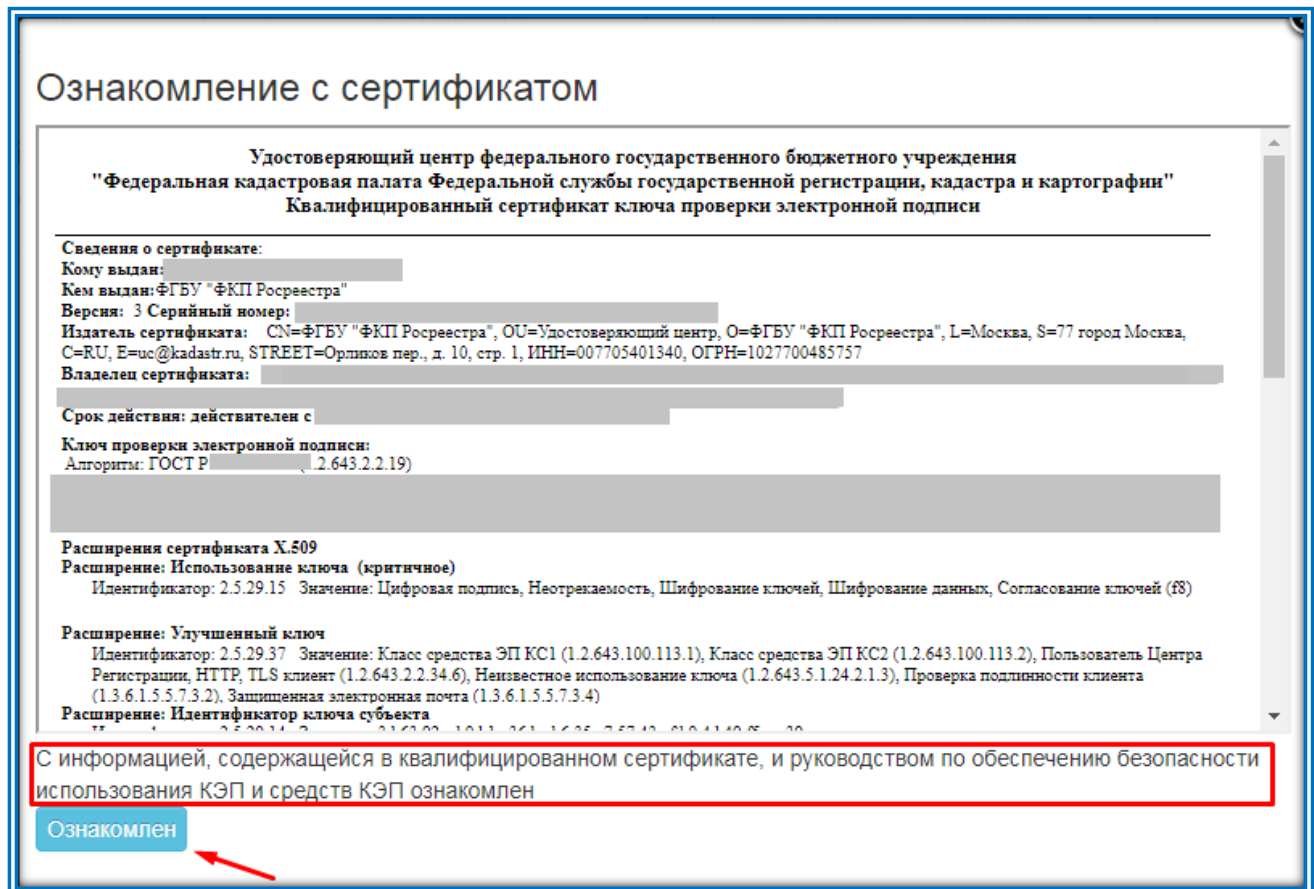 Ознакомление с сертификатом
Удостоверяющий центр федерального государственного бюджетного учреждения
"Федеральная кадастровая палата Федеральной службы государственной регистрации, кадастра и картографии"
Квалифицированный сертификат ключа проверки электронной подписи
Сведения о сертификате:
Кому выдан:
Кем выдан: ФГБУ "ФКП Росреестра"
Версия: 3 Серийный номер:
Издатель сертификата: CN=ФГБУ "ФКП Росреестра", OU=Удостоверяющий центр, O=ФГБУ "ФКП Росреестра", L=Москва, S=77 город Москва,
C=RU, E=uc@kadastr.ru, STREET=Орликов пер., д. 10, стр. 1, ИНН=007705401340, ОГРН=1027700485757
Владелец сертификата:
Срок действия: действителен с
Ключ проверки электронной подписи:
Алгоритм: ГОСТ Р ( .2.643.2.2.19)
Расширения сертификата X.509
Расширение: Использование ключа (критичное)
Идентификатор: 2.5.29.15 Значение: Цифровая подпись, Неотрекаемость, Шифрование ключей, Шифрование данных, Согласование ключей (f8)
Расширение: Улучшенный ключ
Идентификатор: 2.5.29.37 Значение: Класс средства ЭП КС1 (1.2.643.100.113.1), Класс средства ЭП КС2 (1.2.643.100.113.2), Пользователь Центра
Регистрации, HTTP, TLS клиент (1.2.643.2.2.34.6), Неизвестное использование ключа (1.2.643.5.1.24.2.1.3), Проверка подлинности клиента
(1.3.6.1.5.5.7.3.2), Защищенная электронная почта (1.3.6.1.5.5.7.3.4)
Расширение: Идентификатор ключа субъекта
С информацией, содержащейся в квалифицированном сертификате, и руководством по обеспечению безопасности
использования КЭП и средств КЭП ознакомлен
Ознакомлен